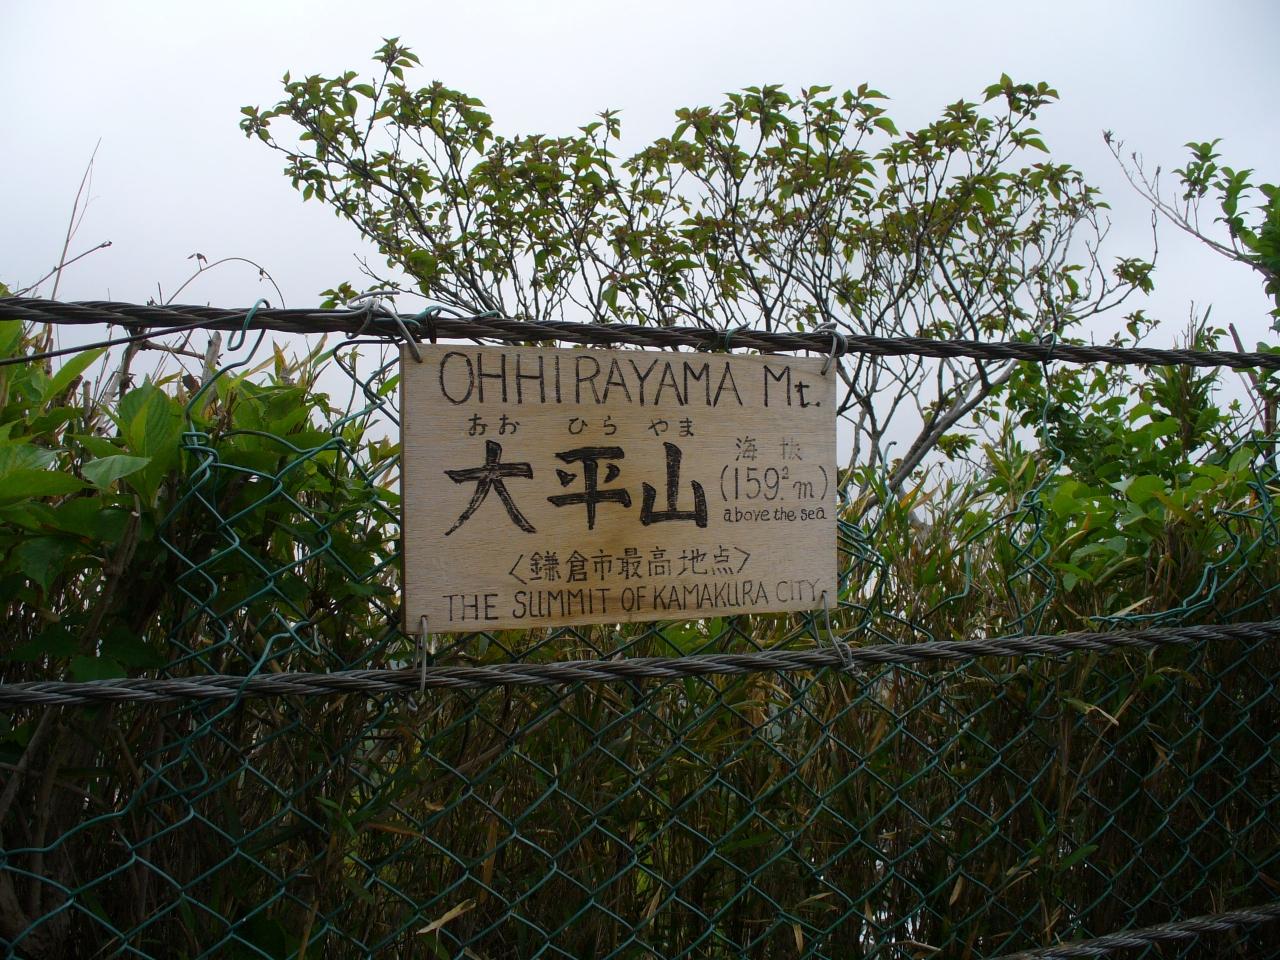 OHHIRAYAMA Mt.
おお ひら やま
大平山
海抜
(159.2m)
above the sea
〈鎌倉市最高地点〉
THE SUMMIT OF KAMAKURA CITY.